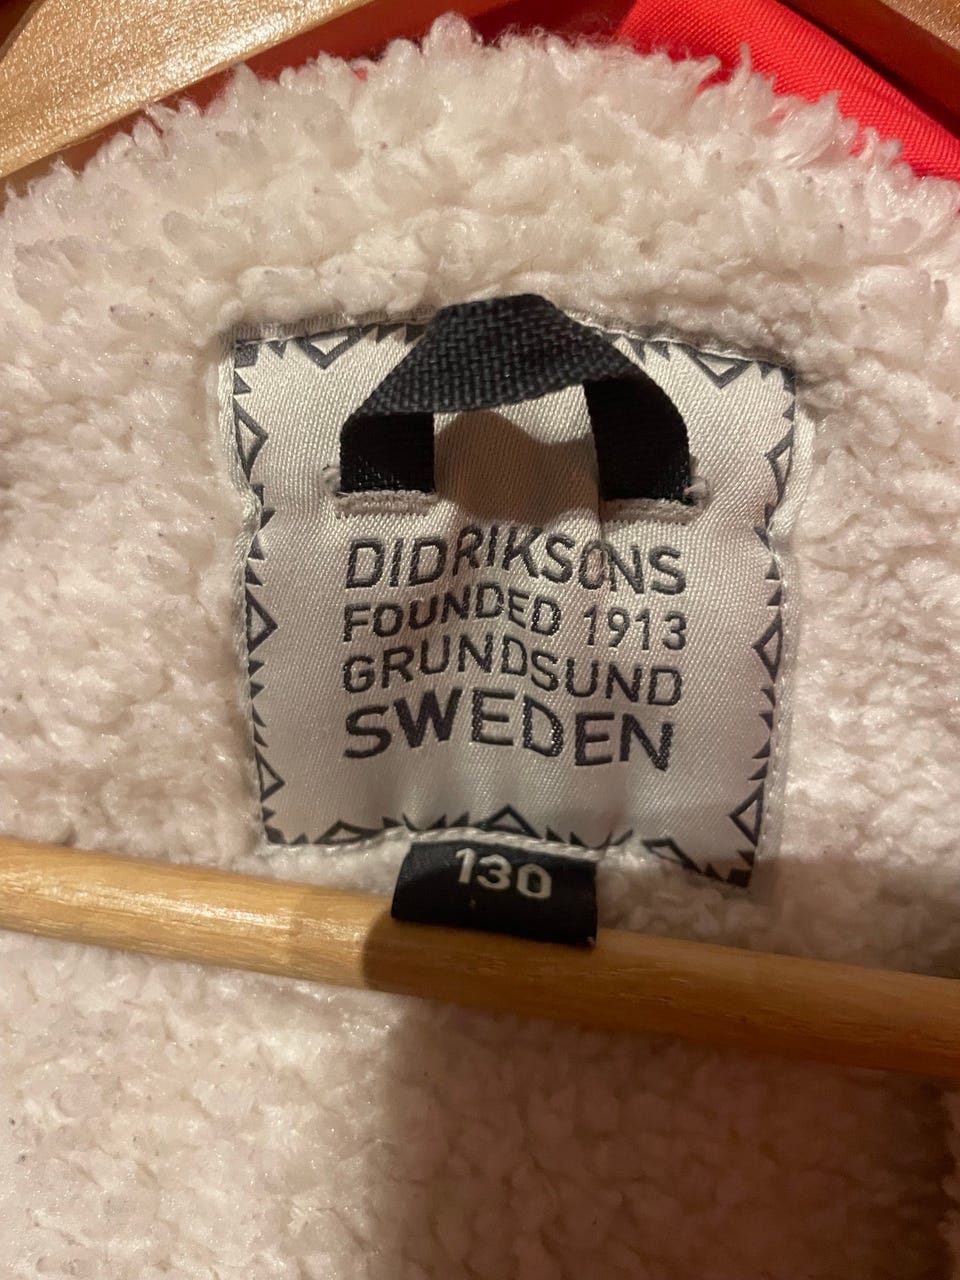 DIDRIKSONS
FOUNDED 1913
GRUNDSUND
SWEDEN
130